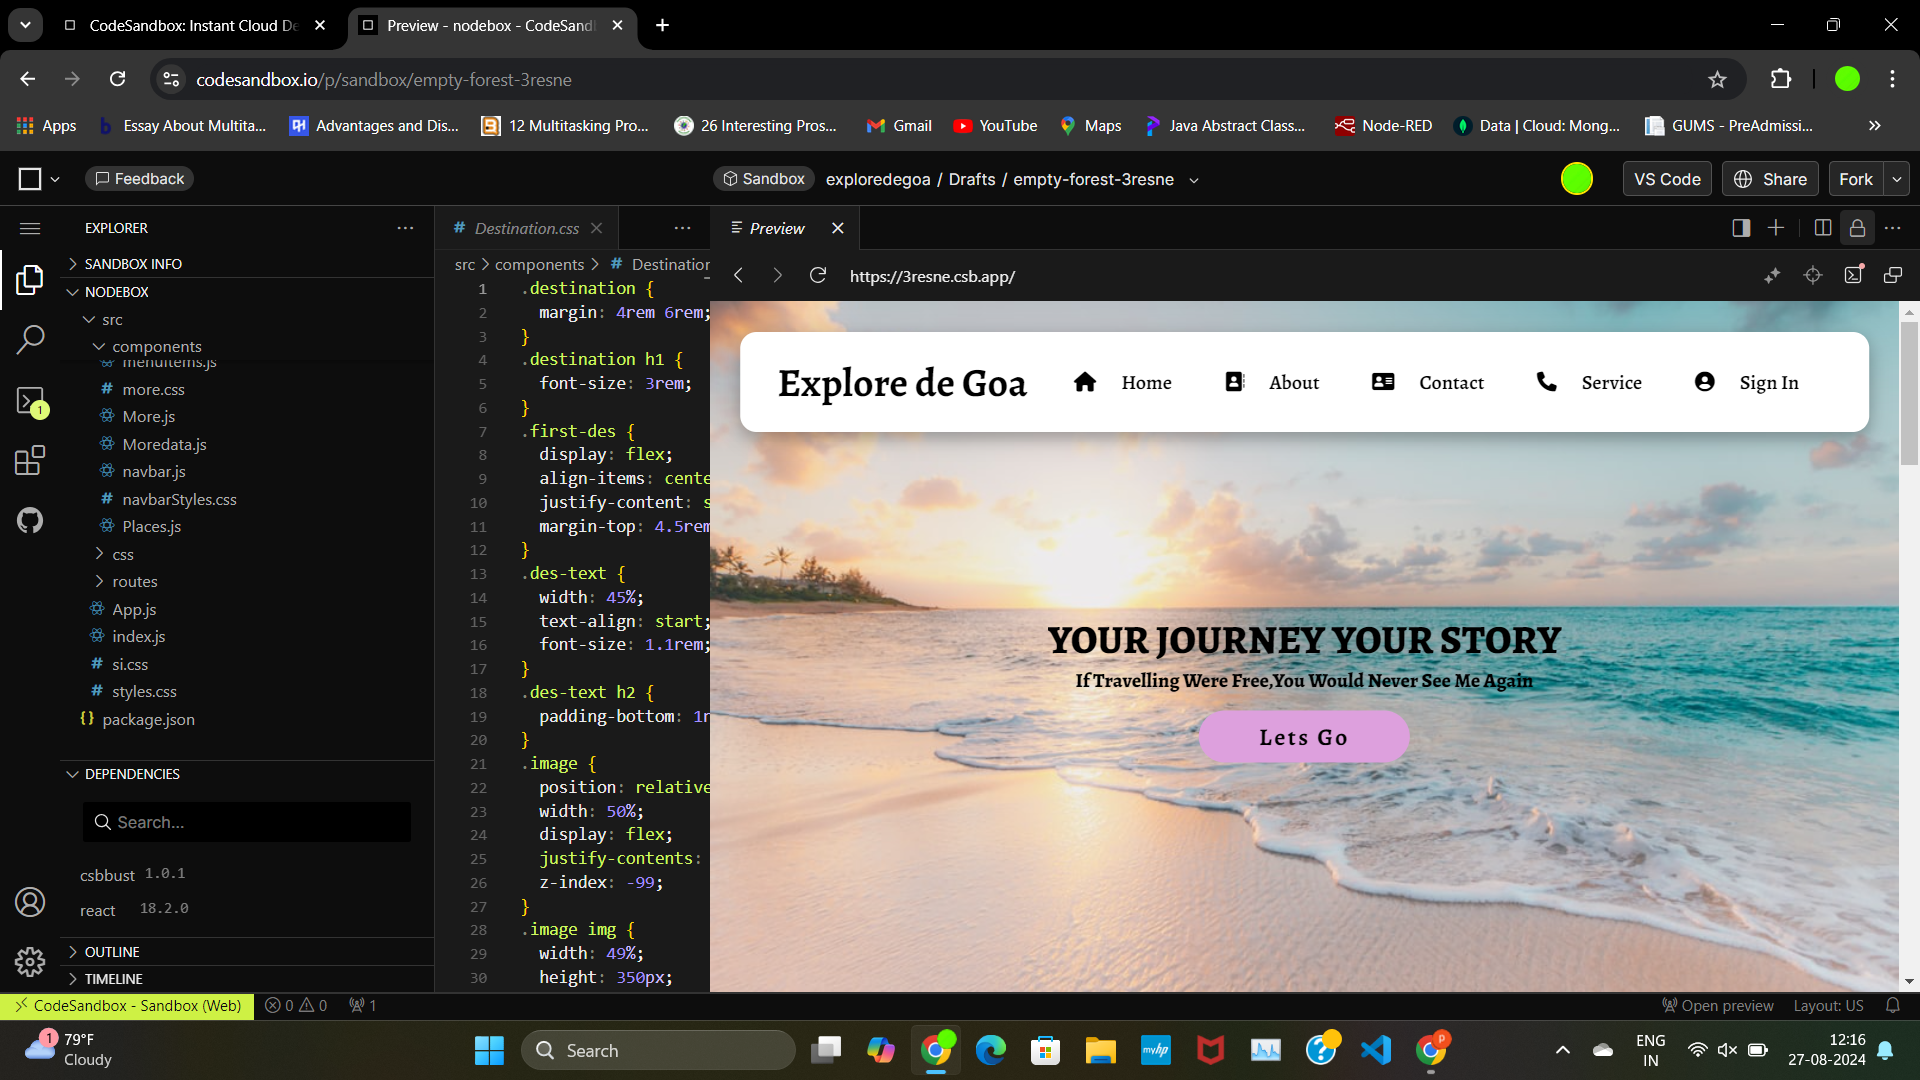 CodeSandbox: Instant Cloud De
Preview - nodebox - CodeSand
codesandbox.io/p/sandbox/empty-forest-3resne
Apps
Essay About Multita...
Advantages and Dis...
12 Multitasking Pro...
26 Interesting Pros...
Gmail
YouTube
Maps
Java Abstract Class...
Node-RED
Data | Cloud: Mong...
GUMS - PreAdmissi...
Feedback
Sandbox
exploredegoa / Drafts / empty-forest-3resne
VS Code
Share
Fork
EXPLORER
SANDBOX INFO
NODEBOX
src
components
menuitems.js
more.css
More.js
Moredata.js
navbar.js
navbarStyles.css
Places.js
css
routes
App.js
index.js
si.css
styles.css
package.json
DEPENDENCIES
Search...
csbbust 1.0.1
react 18.2.0
OUTLINE
TIMELINE
1
# Destination.css
src > components > # Destination
1 .destination {
2 margin: 4rem 6rem;
3 }
4 .destination h1 {
5 font-size: 3rem;
6 }
7 .first-des {
8 display: flex;
9 align-items: cente
10 justify-content: s
11 margin-top: 4.5rem
12 }
13 .des-text {
14 width: 45%;
15 text-align: start;
16 font-size: 1.1rem;
17 }
18 .des-text h2 {
19 padding-bottom: 1r
20 }
21 .image {
22 position: relative
23 width: 50%;
24 display: flex;
25 justify-contents:
26 z-index: -99;
27 }
28 .image img {
29 width: 49%;
30 height: 350px;
Preview
https://3resne.csb.app/
Explore de Goa
Home
About
Contact
Service
Sign In
YOUR JOURNEY YOUR STORY
If Travelling Were Free,You Would Never See Me Again
Lets Go
CodeSandbox - Sandbox (Web)
0
0
1
Open preview
Layout: US
1
79°F
Cloudy
Search
myhp
P
ENG
IN
12:16
27-08-2024